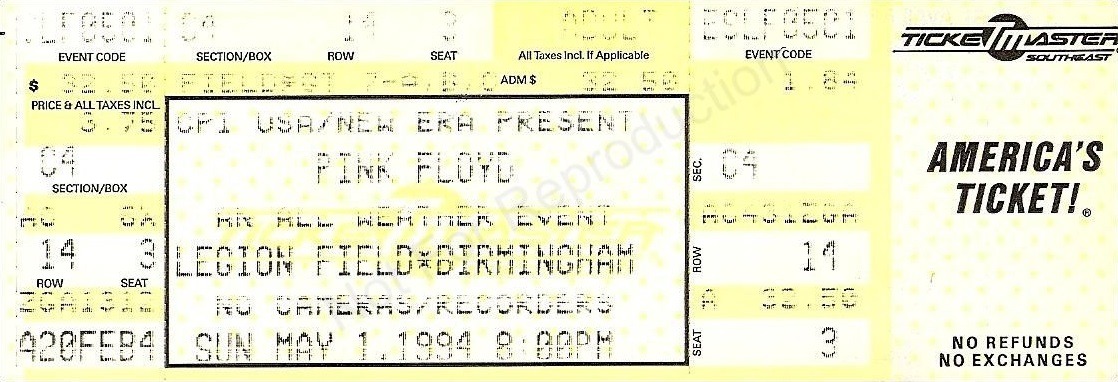 C4 14 3 ADULT ESLF0501
EVENT CODE SECTION/BOX ROW SEAT All Taxes Incl. If Applicable EVENT CODE
$ 32.50 ADM $ 32.50 1.84
PRICE & ALL TAXES INCL.
3.75
CPI USA/NEW ERA PRESENT
PINK FLOYD
AN ALL WEATHER EVENT
LEGION FIELD*BIRMINGHAM
NO CAMERAS/RECORDERS
SUN MAY 1,1994 8:00PM
C4
SECTION/BOX
14 3
ROW SEAT
A20FEB4
SEC. C4
ROW 14
A 32.50
SEAT 3
TICKETMASTER
SOUTHEAST
AMERICA'S
TICKET!®
NO REFUNDS
NO EXCHANGES